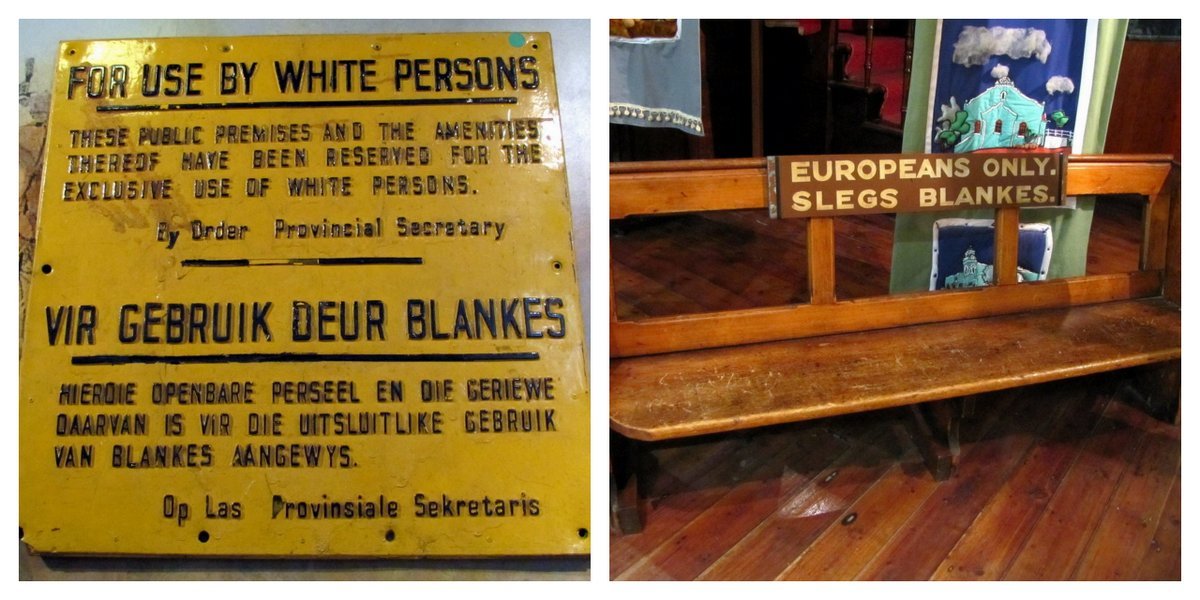 FOR USE BY WHITE PERSONS
THESE PUBLIC PREMISES AND THE AMENITIES
THEREOF HAVE BEEN RESERVED FOR THE
EXCLUSIVE USE OF WHITE PERSONS.
By Order Provincial Secretary
VIR GEBRUIK DEUR BLANKES
HIERDIE OPENBARE PERSEEL EN DIE GERIEWE
DAARVAN IS VIR DIE UITSLUITLIKE GEBRUIK
VAN BLANKES AANGEWYS.
Op Las Provinsiale Sekretaris
EUROPEANS ONLY.
SLEGS BLANKES.